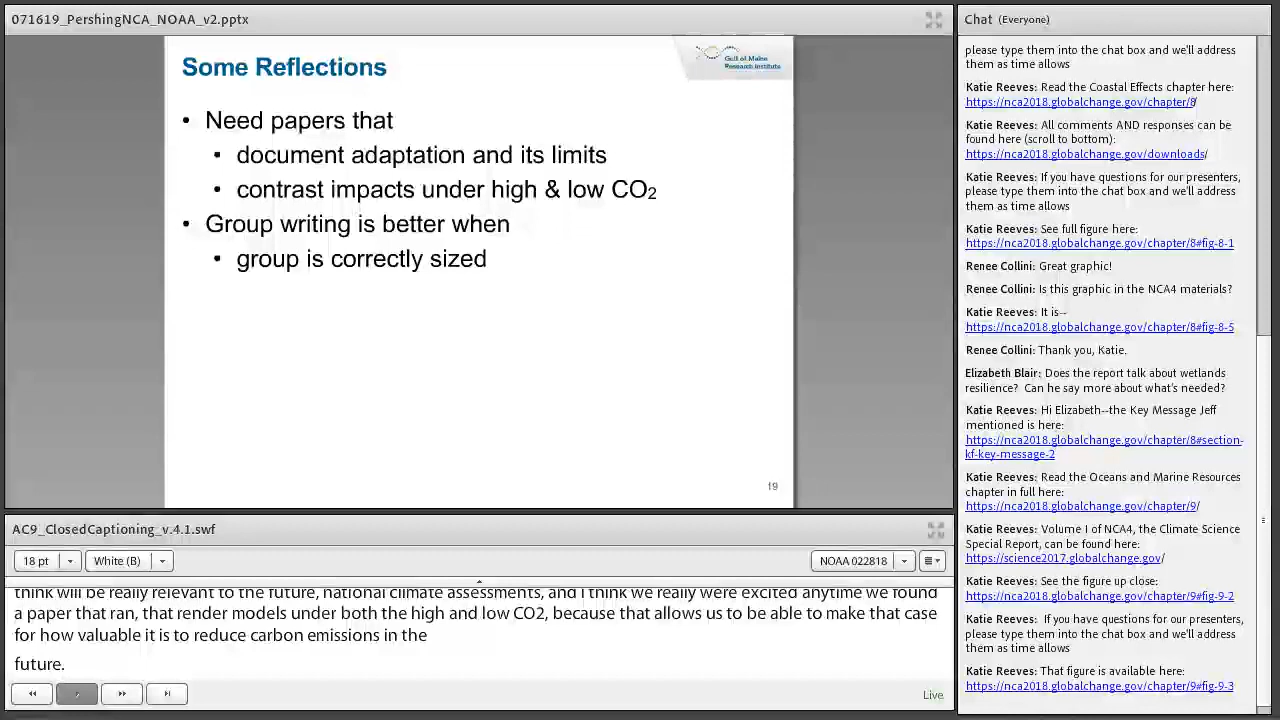 071619_PershingNCA_NOAA_v2.pptx
Some Reflections
Gulf of Maine
Research Institute
• Need papers that
• document adaptation and its limits
• contrast impacts under high & low CO2
• Group writing is better when
• group is correctly sized
19
AC9_ClosedCaptioning_v.4.1.swf
18 pt
White (B)
NOAA 022818
think will be really relevant to the future, national climate assessments, and I think we really were excited anytime we found
a paper that ran, that render models under both the high and low CO2, because that allows us to be able to make that case
for how valuable it is to reduce carbon emissions in the
future.
Live
Chat (Everyone)
please type them into the chat box and we'll address
them as time allows
Katie Reeves: Read the Coastal Effects chapter here:
https://nca2018.globalchange.gov/chapter/8/
Katie Reeves: All comments AND responses can be
found here (scroll to bottom):
https://nca2018.globalchange.gov/downloads/
Katie Reeves: If you have questions for our presenters,
please type them into the chat box and we'll address
them as time allows
Katie Reeves: See full figure here:
https://nca2018.globalchange.gov/chapter/8#fig-8-1
Renee Collini: Great graphic!
Renee Collini: Is this graphic in the NCA4 materials?
Katie Reeves: It is--
https://nca2018.globalchange.gov/chapter/8#fig-8-5
Renee Collini: Thank you, Katie.
Elizabeth Blair: Does the report talk about wetlands
resilience? Can he say more about what's needed?
Katie Reeves: Hi Elizabeth--the Key Message Jeff
mentioned is here:
https://nca2018.globalchange.gov/chapter/8#section-
kf-key-message-2
Katie Reeves: Read the Oceans and Marine Resources
chapter in full here:
https://nca2018.globalchange.gov/chapter/9/
Katie Reeves: Volume I of NCA4, the Climate Science
Special Report, can be found here:
https://science2017.globalchange.gov/
Katie Reeves: See the figure up close:
https://nca2018.globalchange.gov/chapter/9#fig-9-2
Katie Reeves: If you have questions for our presenters,
please type them into the chat box and we'll address
them as time allows
Katie Reeves: That figure is available here:
https://nca2018.globalchange.gov/chapter/9#fig-9-3